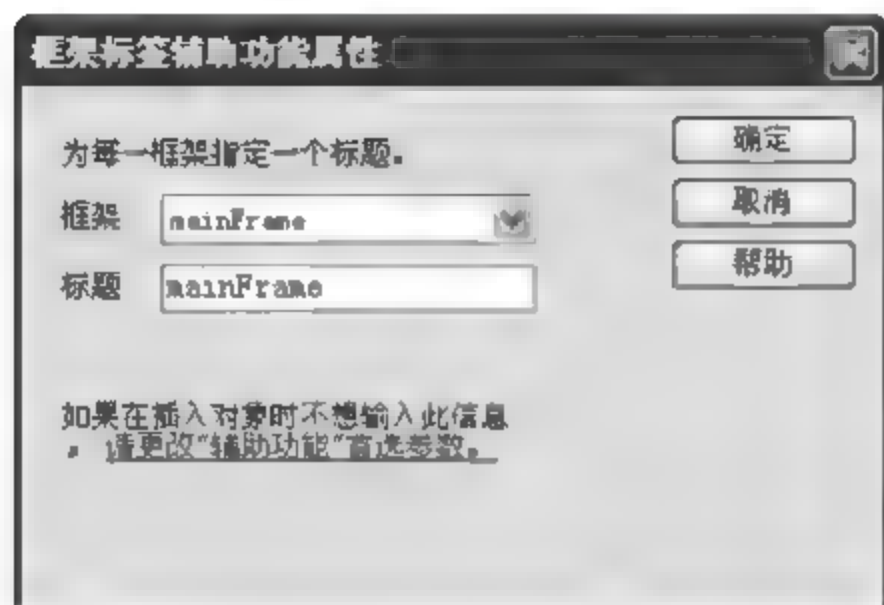 框架标签辅助功能属性
为每一框架指定一个标题。
确定
框架 mainFrame
取消
标题 mainFrame
帮助
如果在插入对象时不想输入此信息
，请更改“辅助功能”首选参数。